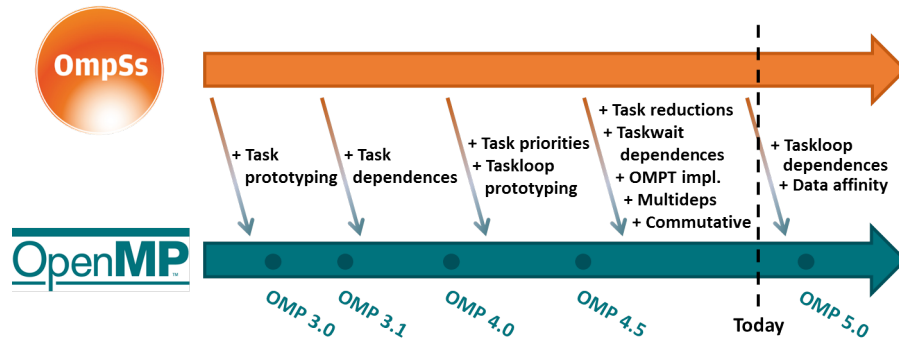 OmpSs
+ Task
prototyping
+ Task
dependences
+ Task priorities
+ Taskloop
prototyping
+ Task reductions
+ Taskwait
dependences
+ OMPT impl.
+ Multideps
+ Commutative
+ Taskloop
dependences
+ Data affinity
OpenMP™
OMP 3.0
OMP 3.1
OMP 4.0
OMP 4.5
Today
OMP 5.0